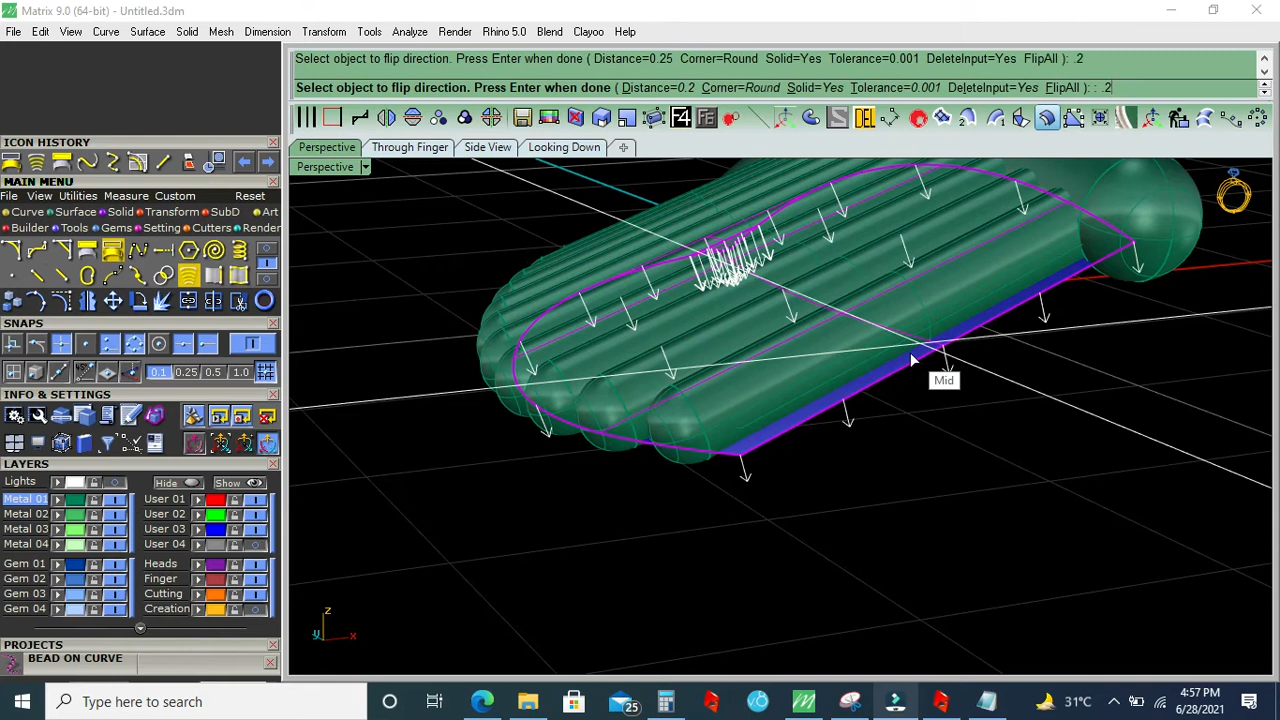 Matrix 9.0 (64-bit) - Untitled.3dm
File Edit View Curve Surface Solid Mesh Dimension Transform Tools Analyze Render Rhino 5.0 Blend Clayoo Help
Select object to flip direction. Press Enter when done ( Distance=0.25 Corner=Round Solid=Yes Tolerance=0.001 DeleteInput=Yes FlipAll ): .2
Select object to flip direction. Press Enter when done ( Distance=0.2 Corner=Round Solid=Yes Tolerance=0.001 DeleteInput=Yes FlipAll ): : .2
F4 DEL
Perspective Through Finger Side View Looking Down
Perspective
ICON HISTORY
MAIN MENU
File View Utilities Measure Custom Reset
Curve Surface Solid Transform SubD Art
Builder Tools Gems Setting Cutters Render
SNAPS
0.1 0.25 0.5 1.0
INFO & SETTINGS
LAYERS
Lights Hide Show
Metal 01 User 01
Metal 02 User 02
Metal 03 User 03
Metal 04 User 04
Gem 01 Heads
Gem 02 Finger
Gem 03 Cutting
Gem 04 Creation
PROJECTS
BEAD ON CURVE
Mid
z
y x
Type here to search
25
31°C
4:57 PM
6/28/2021
2